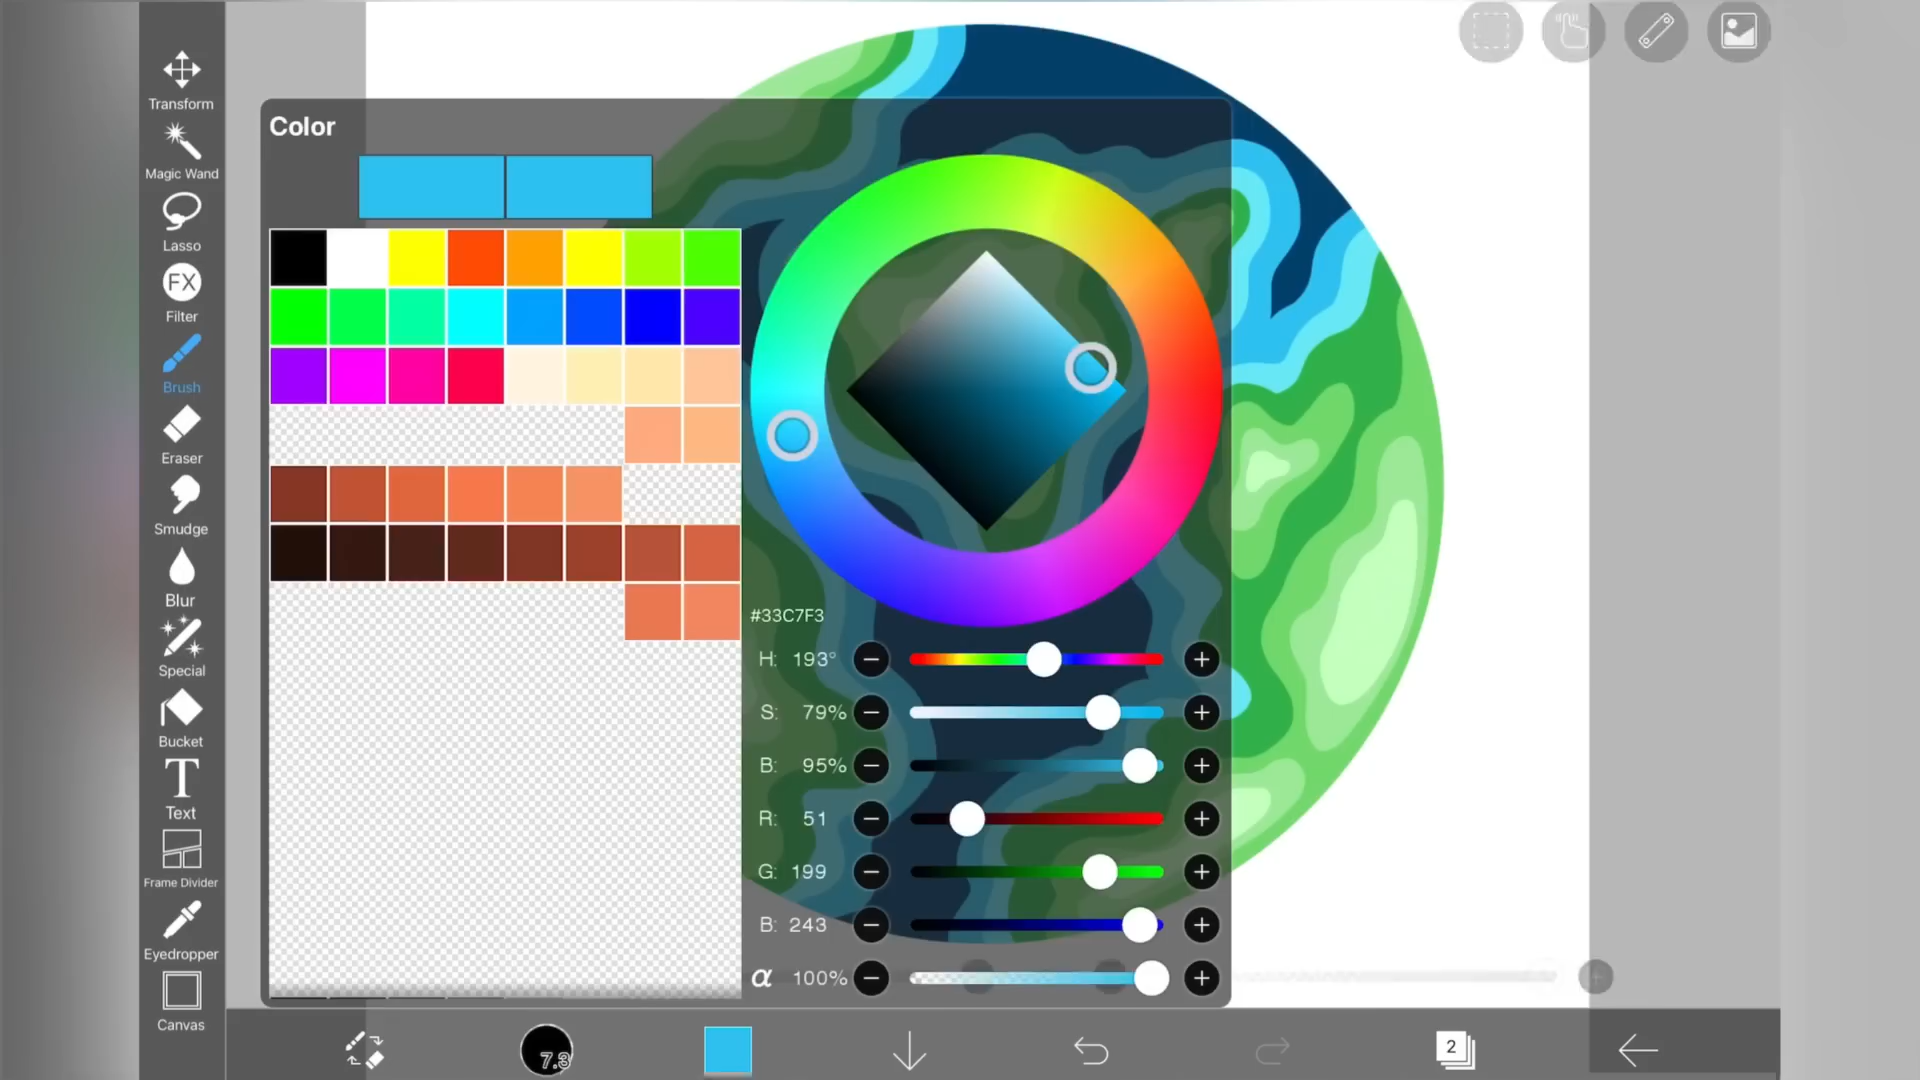 Transform
Magic Wand
Lasso
FX
Filter
Brush
Eraser
Smudge
Blur
Special
Bucket
T
Text
Frame Divider
Eyedropper
Canvas
Color
#33C7F3
H: 193°
S: 79%
B: 95%
R: 51
G: 199
B: 243
α 100%
7.3
2